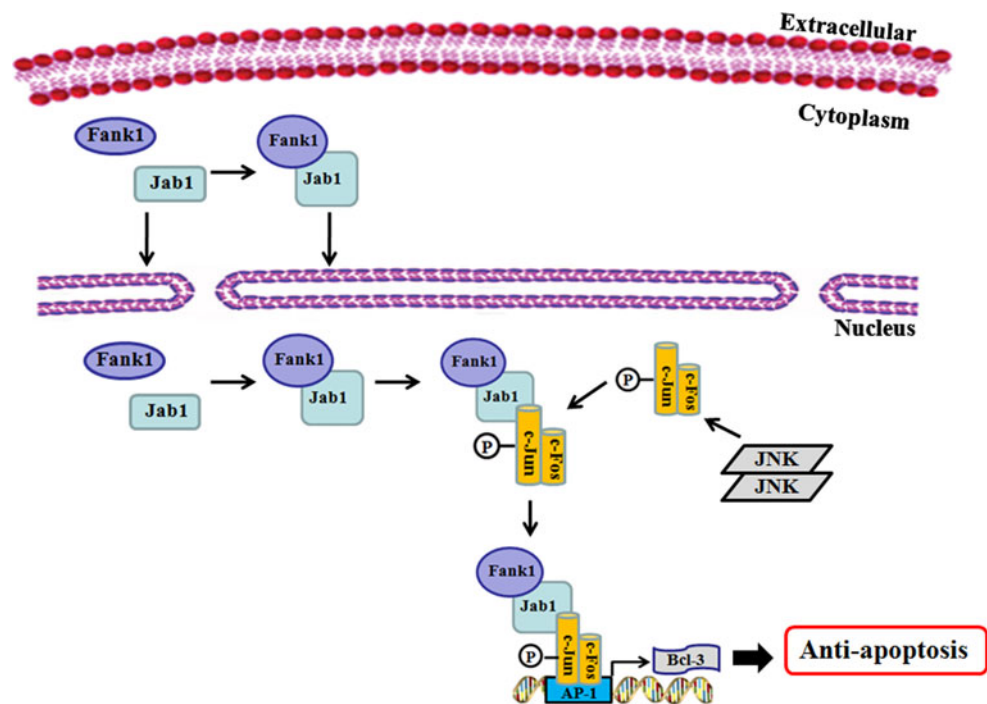 Extracellular
Cytoplasm
Fank1
Jab1
Fank1
Jab1
Nucleus
Fank1
Jab1
Fank1
Jab1
Fank1
Jab1
P
c-Jun
c-Fos
P
c-Jun
c-Fos
JNK
JNK
Fank1
Jab1
P
c-Jun
c-Fos
AP-1
Bcl-3
Anti-apoptosis